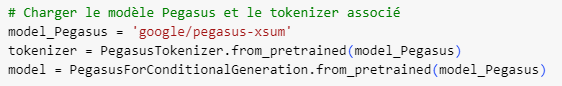 # Charger le modèle Pegasus et le tokenizer associé
model_Pegasus = 'google/pegasus-xsum'
tokenizer = PegasusTokenizer.from_pretrained(model_Pegasus)
model = PegasusForConditionalGeneration.from_pretrained(model_Pegasus)